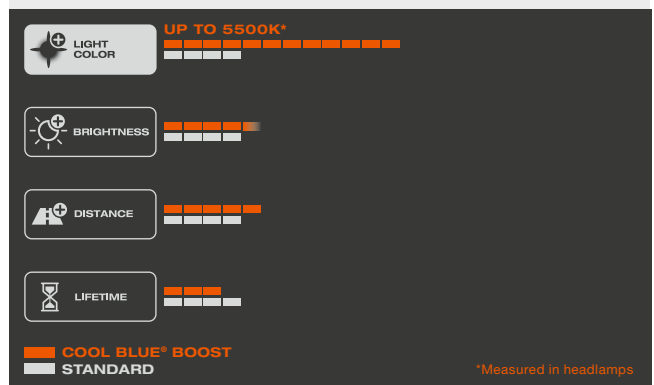 UP TO 5500K*
LIGHT
COLOR
BRIGHTNESS
DISTANCE
LIFETIME
COOL BLUE® BOOST
STANDARD
*Measured in headlamps